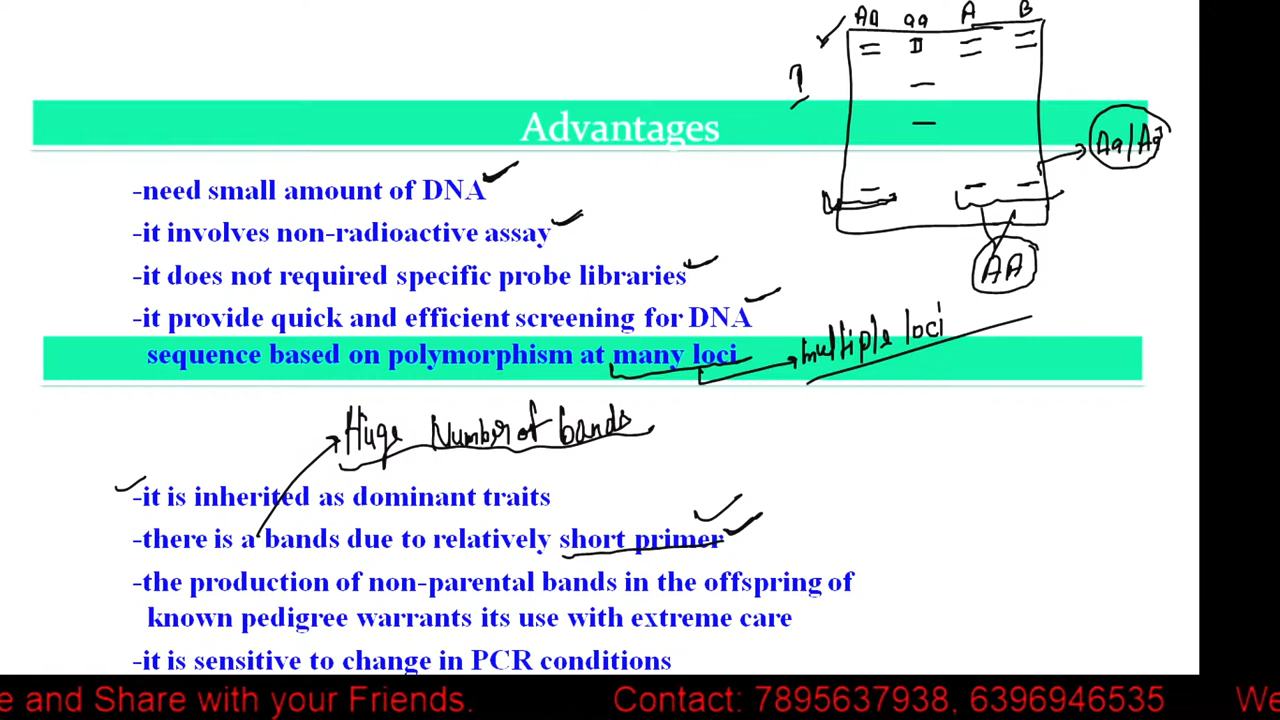 Aa aa A B
Advantages
Aa/Aa
-need small amount of DNA
-it involves non-radioactive assay
-it does not required specific probe libraries
AA
-it provide quick and efficient screening for DNA
sequence based on polymorphism at many loci
multiple loci
Huge Number of bands
-it is inherited as dominant traits
-there is a bands due to relatively short primer
-the production of non-parental bands in the offspring of
known pedigree warrants its use with extreme care
-it is sensitive to change in PCR conditions
e and Share with your Friends. Contact: 7895637938, 6396946535 We